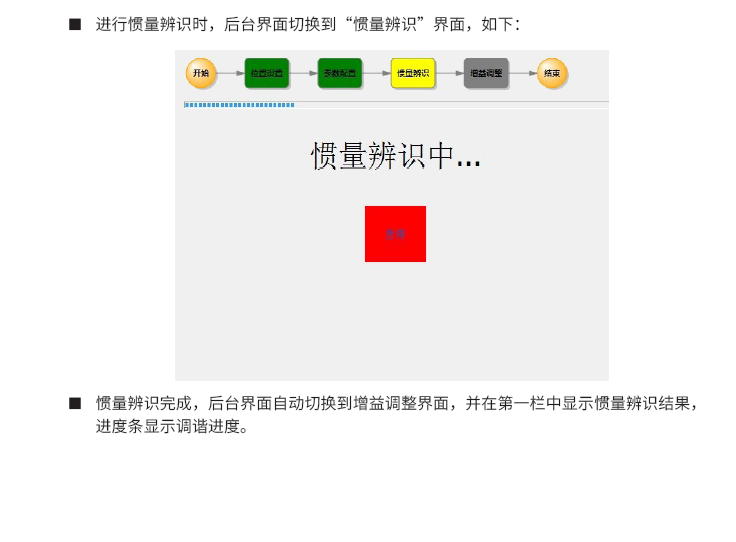 ■ 进行惯量辨识时，后台界面切换到“惯量辨识”界面，如下：
开始 位置设置 参数配置 惯量辨识 增益调整 结束
惯量辨识中...
■ 惯量辨识完成，后台界面自动切换到增益调整界面，并在第一栏中显示惯量辨识结果，
进度条显示调谐进度。